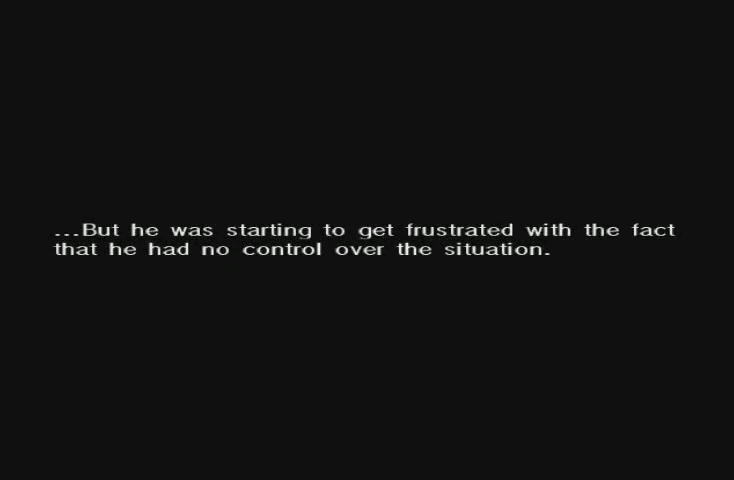 ...But he was starting to get frustrated with the fact
that he had no control over the situation.